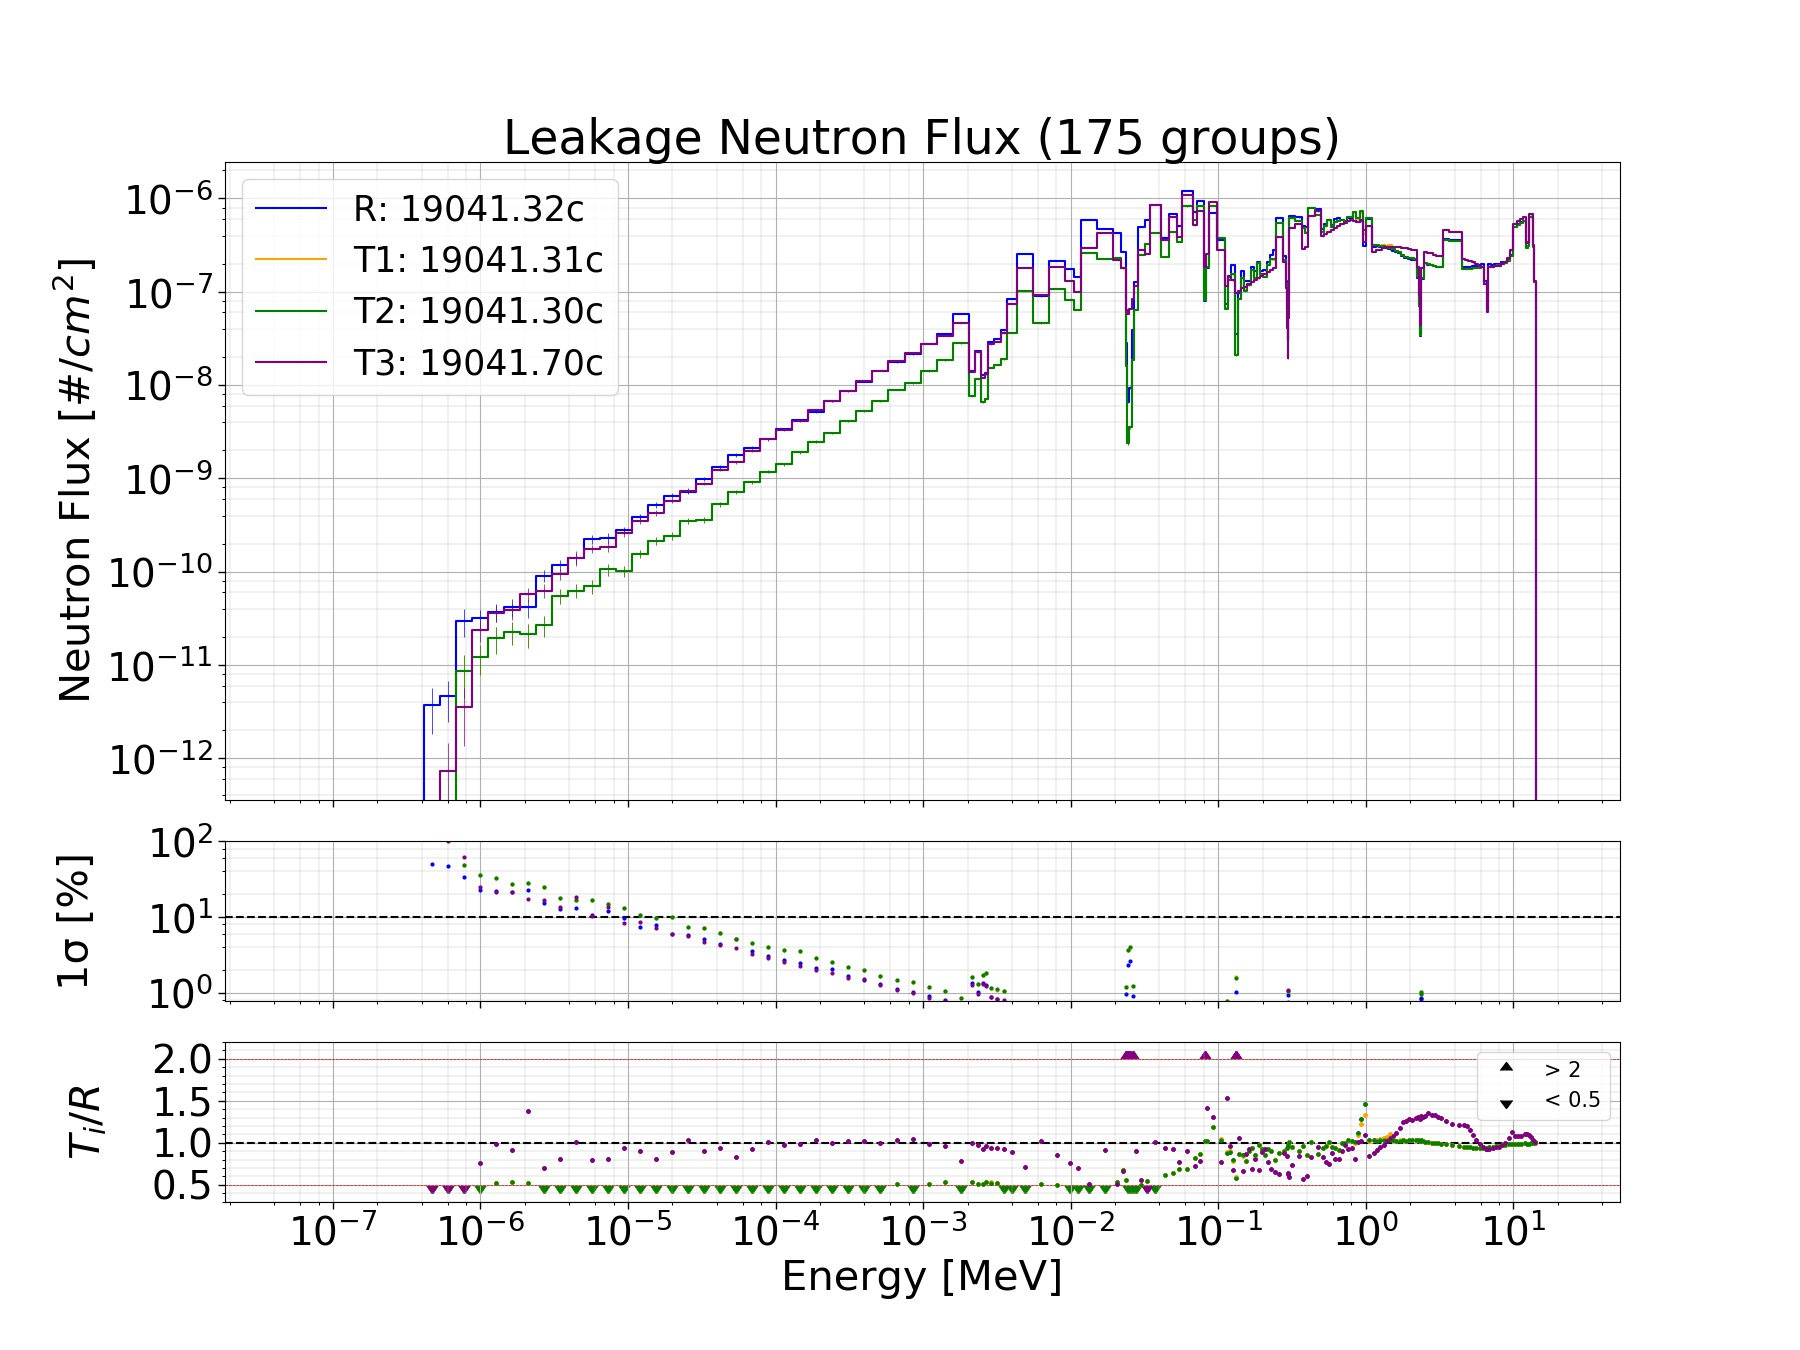 Leakage Neutron Flux (175 groups)
R: 19041.32c
T1: 19041.31c
T2: 19041.30c
T3: 19041.70c
Neutron Flux [#/cm²]
10⁻⁶
10⁻⁷
10⁻⁸
10⁻⁹
10⁻¹⁰
10⁻¹¹
10⁻¹²
1σ [%]
10²
10¹
10⁰
Tᵢ/R
2.0
1.5
1.0
0.5
> 2
< 0.5
10⁻⁷ 10⁻⁶ 10⁻⁵ 10⁻⁴ 10⁻³ 10⁻² 10⁻¹ 10⁰ 10¹
Energy [MeV]